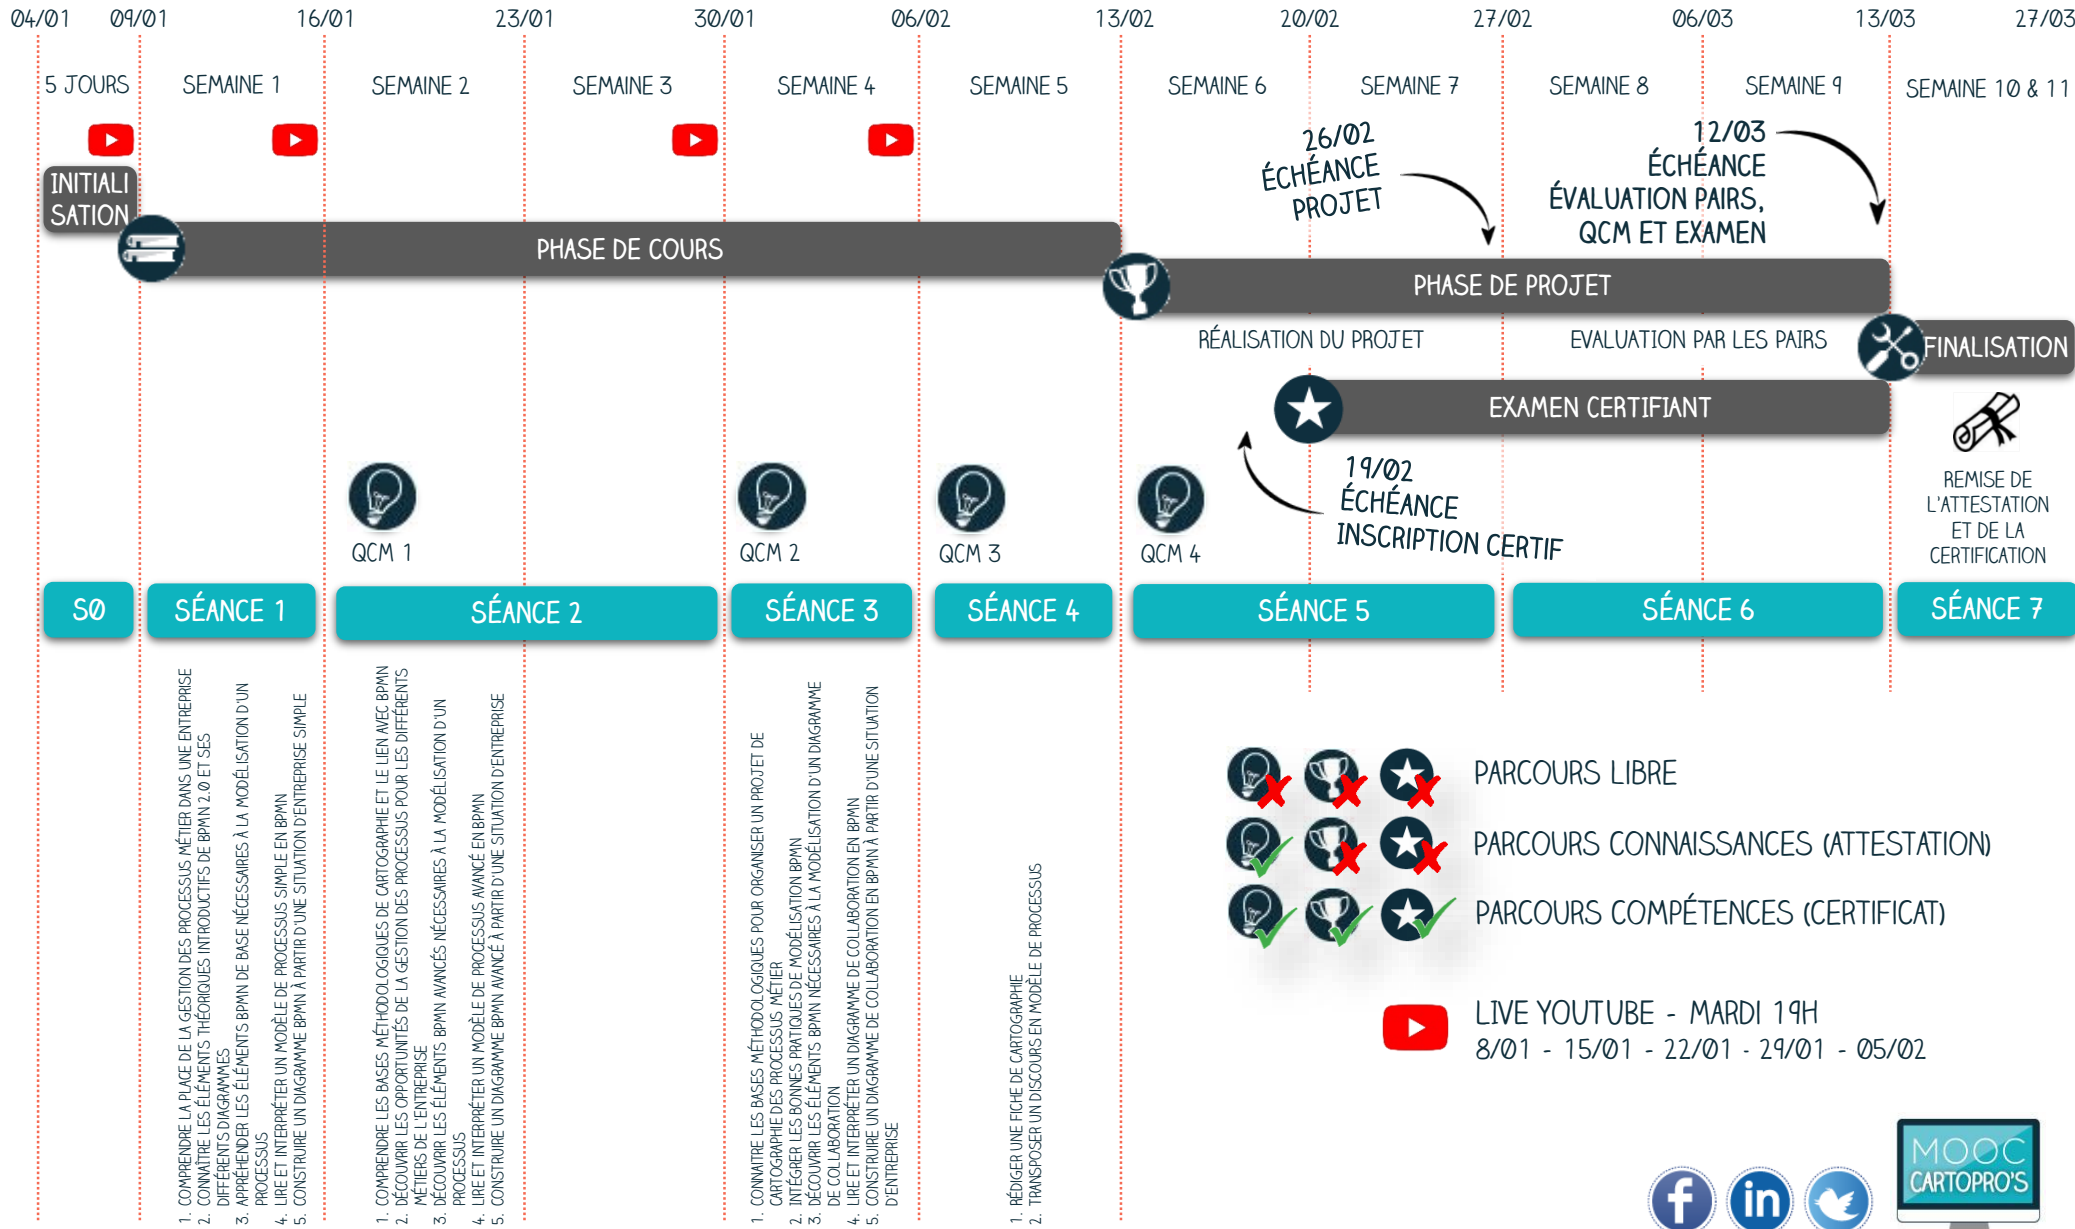 04/01 09/01 16/01 23/01 30/01 06/02 13/02 20/02 27/02 06/03 13/03 27/03
5 JOURS SEMAINE 1 SEMAINE 2 SEMAINE 3 SEMAINE 4 SEMAINE 5 SEMAINE 6 SEMAINE 7 SEMAINE 8 SEMAINE 9 SEMAINE 10 & 11
26/02
ÉCHÉANCE
PROJET
12/03
ÉCHÉANCE
ÉVALUATION PAIRS,
QCM ET EXAMEN
INITIALI
SATION
PHASE DE COURS
PHASE DE PROJET
RÉALISATION DU PROJET
EVALUATION PAR LES PAIRS
FINALISATION
EXAMEN CERTIFIANT
19/02
ÉCHÉANCE
INSCRIPTION CERTIF
REMISE DE
L'ATTESTATION
ET DE LA
CERTIFICATION
QCM 1
QCM 2
QCM 3
QCM 4
SØ
SÉANCE 1
SÉANCE 2
SÉANCE 3
SÉANCE 4
SÉANCE 5
SÉANCE 6
SÉANCE 7
1. COMPRENDRE LA PLACE DE LA GESTION DES PROCESSUS MÉTIER DANS UNE ENTREPRISE
2. CONNAÎTRE LES ÉLÉMENTS THÉORIQUES INTRODUCTIFS DE BPMN 2.0 ET SES
DIFFÉRENTS DIAGRAMMES
3. APPRÉHENDER LES ÉLÉMENTS BPMN DE BASE NÉCESSAIRES À LA MODÉLISATION D'UN
PROCESSUS
4. LIRE ET INTERPRÉTER UN MODÈLE DE PROCESSUS SIMPLE EN BPMN
5. CONSTRUIRE UN DIAGRAMME BPMN À PARTIR D'UNE SITUATION D'ENTREPRISE SIMPLE
1. COMPRENDRE LES BASES MÉTHODOLOGIQUES DE CARTOGRAPHIE ET LE LIEN AVEC BPMN
2. DÉCOUVRIR LES OPPORTUNITÉS DE LA GESTION DES PROCESSUS POUR LES DIFFÉRENTS
MÉTIERS DE L'ENTREPRISE
3. DÉCOUVRIR LES ÉLÉMENTS BPMN AVANCÉS NÉCESSAIRES À LA MODÉLISATION D'UN
PROCESSUS
4. LIRE ET INTERPRÉTER UN MODÈLE DE PROCESSUS AVANCÉ EN BPMN
5. CONSTRUIRE UN DIAGRAMME BPMN AVANCÉ À PARTIR D'UNE SITUATION D'ENTREPRISE
1. CONNAITRE LES BASES MÉTHODOLOGIQUES POUR ORGANISER UN PROJET DE
CARTOGRAPHIE DES PROCESSUS MÉTIER
2. INTÉGRER LES BONNES PRATIQUES DE MODÉLISATION BPMN
3. DÉCOUVRIR LES ÉLÉMENTS BPMN NÉCESSAIRES À LA MODÉLISATION D'UN DIAGRAMME
DE COLLABORATION
4. LIRE ET INTERPRÉTER UN DIAGRAMME DE COLLABORATION EN BPMN
5. CONSTRUIRE UN DIAGRAMME DE COLLABORATION EN BPMN À PARTIR D'UNE SITUATION
D'ENTREPRISE
1. RÉDIGER UNE FICHE DE CARTOGRAPHIE
2. TRANSPOSER UN DISCOURS EN MODÈLE DE PROCESSUS
PARCOURS LIBRE
PARCOURS CONNAISSANCES (ATTESTATION)
PARCOURS COMPÉTENCES (CERTIFICAT)
LIVE YOUTUBE - MARDI 19H
8/01 - 15/01 - 22/01 - 29/01 - 05/02
f in
MOOC
CARTOPRO'S